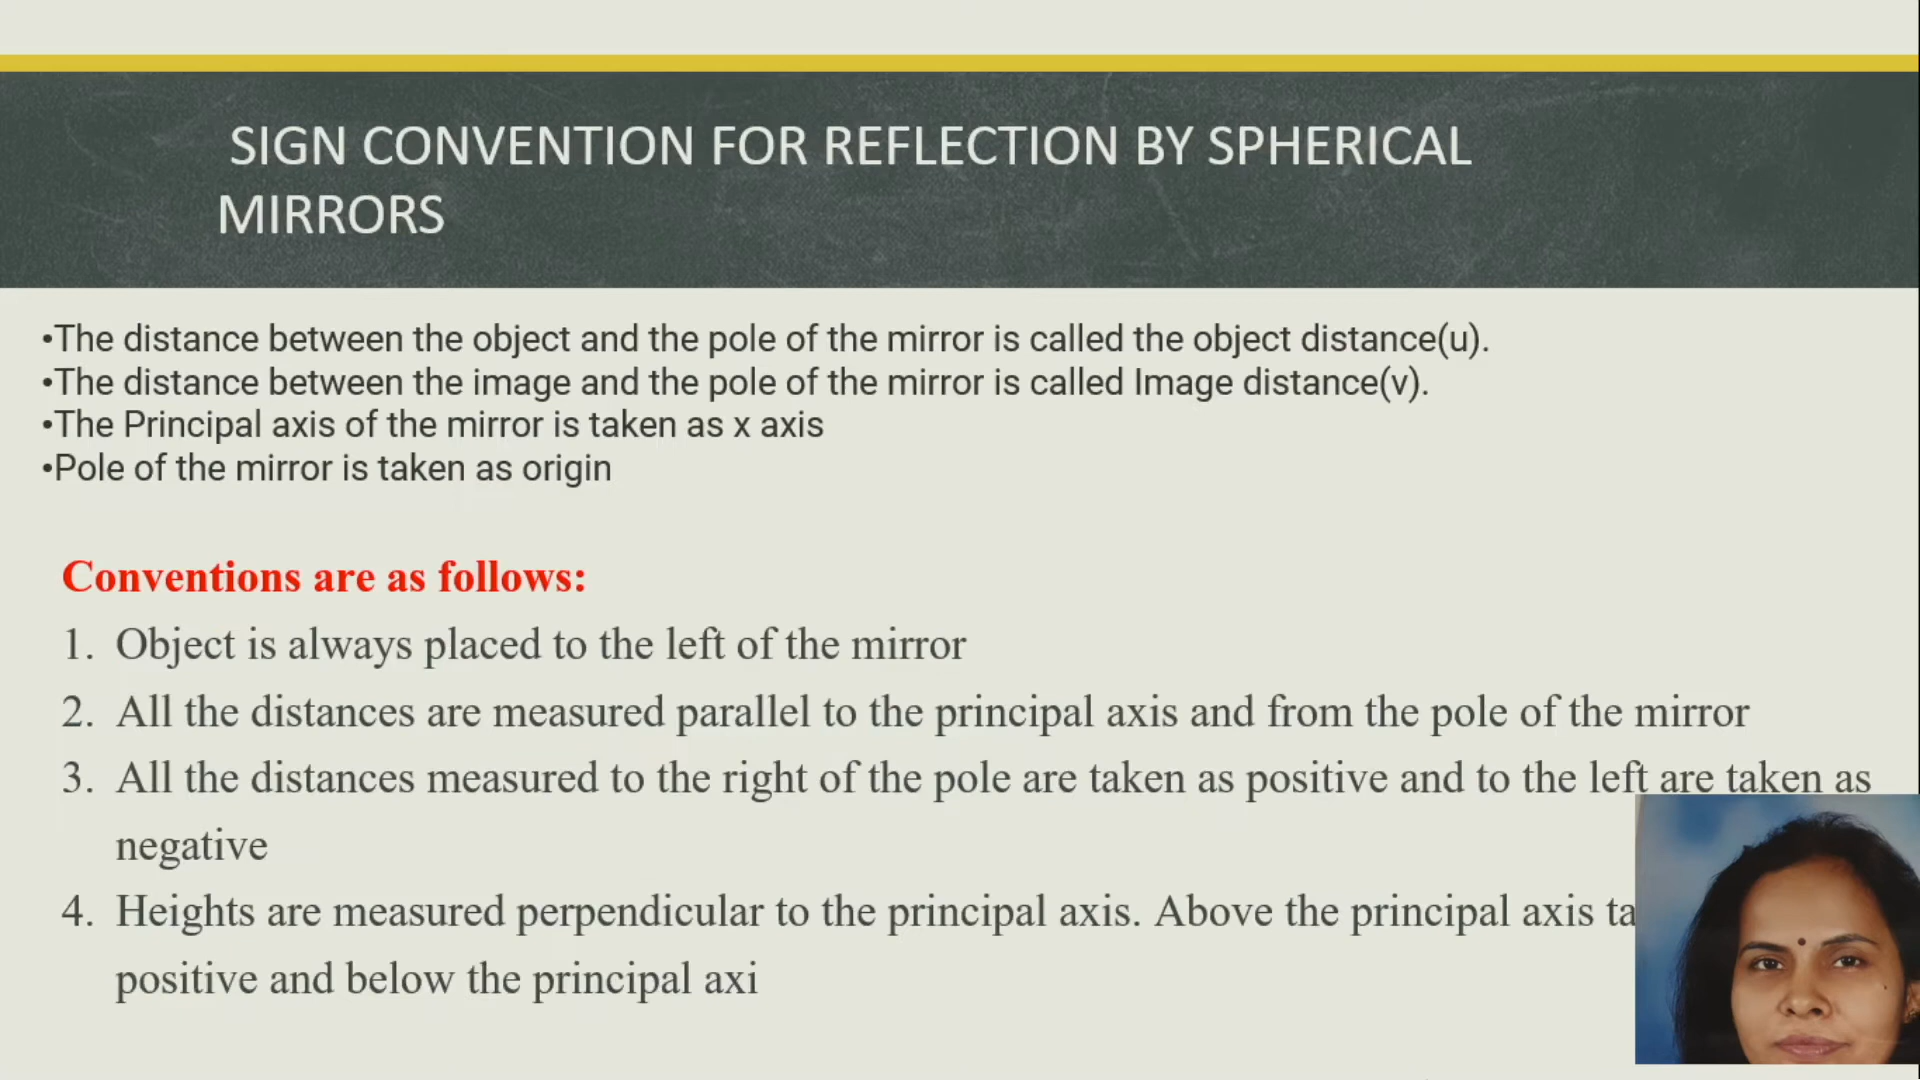 SIGN CONVENTION FOR REFLECTION BY SPHERICAL
MIRRORS
•The distance between the object and the pole of the mirror is called the object distance(u).
•The distance between the image and the pole of the mirror is called Image distance(v).
•The Principal axis of the mirror is taken as x axis
•Pole of the mirror is taken as origin
Conventions are as follows:
1. Object is always placed to the left of the mirror
2. All the distances are measured parallel to the principal axis and from the pole of the mirror
3. All the distances measured to the right of the pole are taken as positive and to the left are taken as
negative
4. Heights are measured perpendicular to the principal axis. Above the principal axis ta
positive and below the principal axi